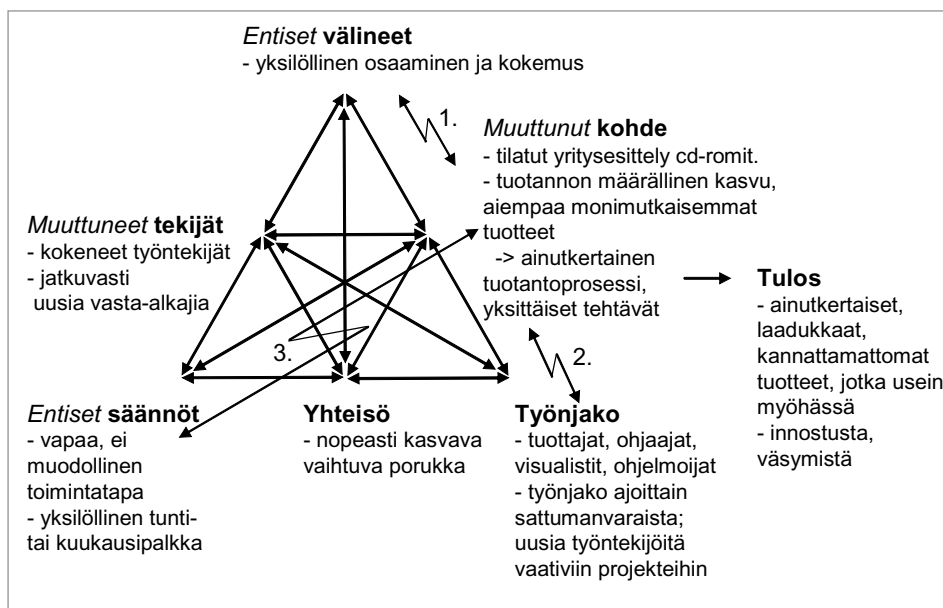 Entiset välineet
- yksilöllinen osaaminen ja kokemus
1.
Muuttunut kohde
- tilatut yritysesittely cd-romit.
- tuotannon määrällinen kasvu,
aiempaa monimutkaisemmat
tuotteet
-> ainutkertainen
tuotantoprosessi,
yksittäiset tehtävät
Muuttuneet tekijät
- kokeneet työntekijät
- jatkuvasti
uusia vasta-alkajia
Tulos
- ainutkertaiset,
laadukkaat,
kannattamattomat
tuotteet, jotka usein
myöhässä
- innostusta,
väsymistä
3.
2.
Entiset säännöt
- vapaa, ei
muodollinen
toimintatapa
- yksilöllinen tunti-
tai kuukausipalkka
Yhteisö
- nopeasti kasvava
vaihtuva porukka
Työnjako
- tuottajat, ohjaajat,
visualistit, ohjelmoijat
- työnjako ajoittain
sattumanvaraista;
uusia työntekijöitä
vaativiin projekteihin